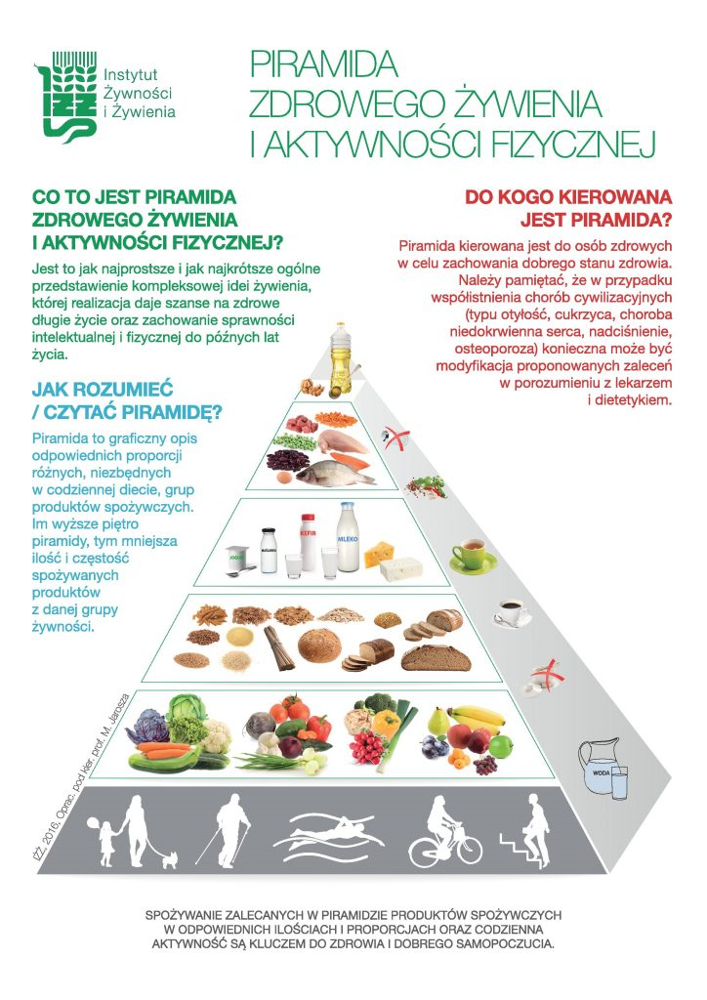 Instytut
Żywności
i Żywienia
PIRAMIDA
ZDROWEGO ŻYWIENIA
I AKTYWNOŚCI FIZYCZNEJ
CO TO JEST PIRAMIDA
ZDROWEGO ŻYWIENIA
I AKTYWNOŚCI FIZYCZNEJ?
Jest to jak najprostsze i jak najkrótsze ogólne
przedstawienie kompleksowej idei żywienia,
której realizacja daje szanse na zdrowe
długie życie oraz zachowanie sprawności
intelektualnej i fizycznej do późnych lat
życia.
DO KOGO KIEROWANA
JEST PIRAMIDA?
Piramida kierowana jest do osób zdrowych
w celu zachowania dobrego stanu zdrowia.
Należy pamiętać, że w przypadku
współistnienia chorób cywilizacyjnych
(typu otyłość, cukrzyca, choroba
niedokrwienna serca, nadciśnienie,
osteoporoza) konieczna może być
modyfikacja proponowanych zaleceń
w porozumieniu z lekarzem
i dietetykiem.
JAK ROZUMIEĆ
/ CZYTAĆ PIRAMIDĘ?
Piramida to graficzny opis
odpowiednich proporcji
różnych, niezbędnych
w codziennej diecie, grup
produktów spożywczych.
Im wyższe piętro
piramidy, tym mniejsza
ilość i częstość
spożywanych
produktów
z danej grupy
żywności.
JOGURT
MAŚLANKA
KEFIR
MLEKO
WODA
IŻŻ, 2016, Oprac. pod kier. prof. M. Jarosza
SPOŻYWANIE ZALECANYCH W PIRAMIDZIE PRODUKTÓW SPOŻYWCZYCH
W ODPOWIEDNICH ILOŚCIACH I PROPORCJACH ORAZ CODZIENNA
AKTYWNOŚĆ SĄ KLUCZEM DO ZDROWIA I DOBREGO SAMOPOCZUCIA.